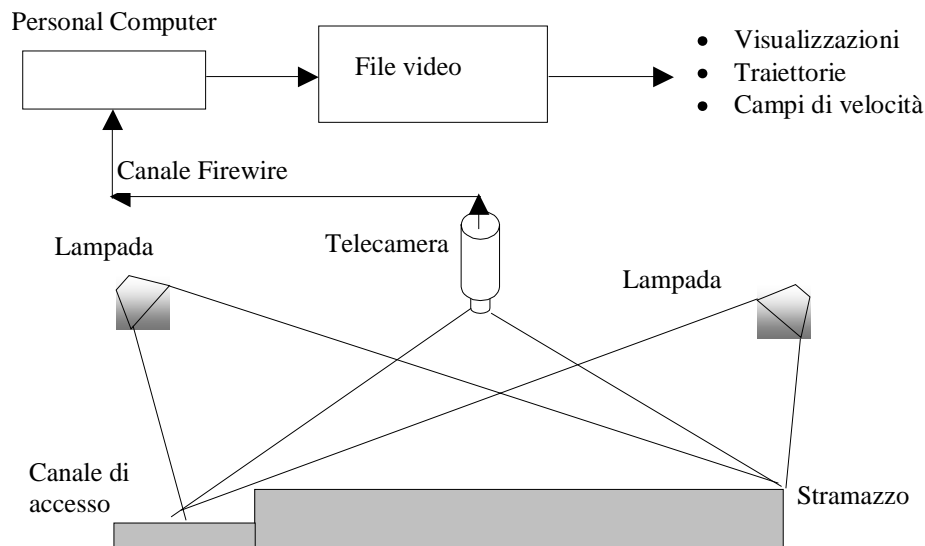 Personal Computer
File video
• Visualizzazioni
• Traiettorie
• Campi di velocità
Canale Firewire
Telecamera
Lampada
Lampada
Canale di
accesso
Stramazzo